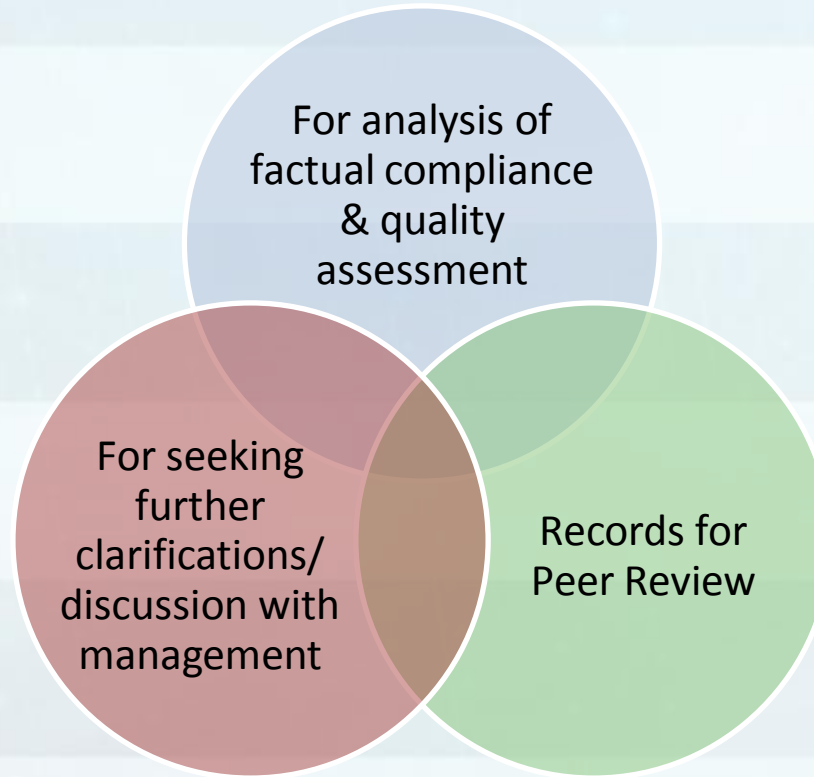 For analysis of
factual compliance
& quality
assessment
For seeking
further
clarifications/
discussion with
management
Records for
Peer Review